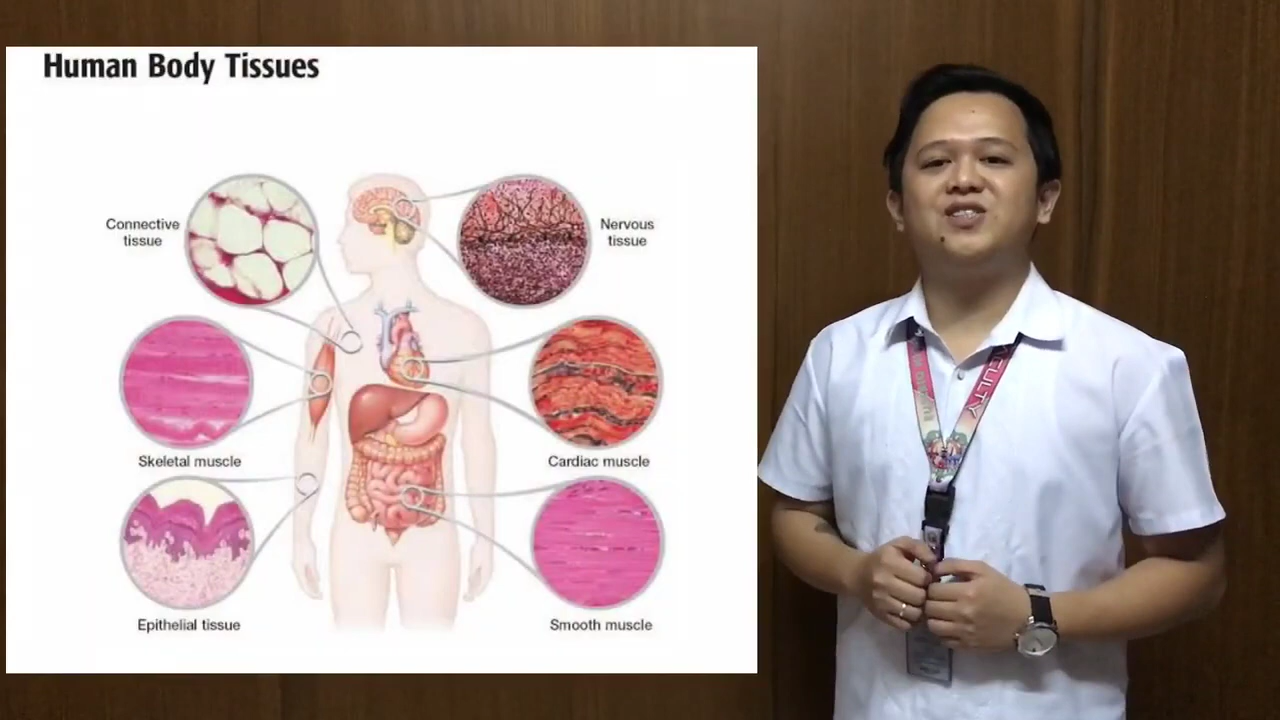 Human Body Tissues
Connective
tissue
Nervous
tissue
Skeletal muscle
Cardiac muscle
Epithelial tissue
Smooth muscle